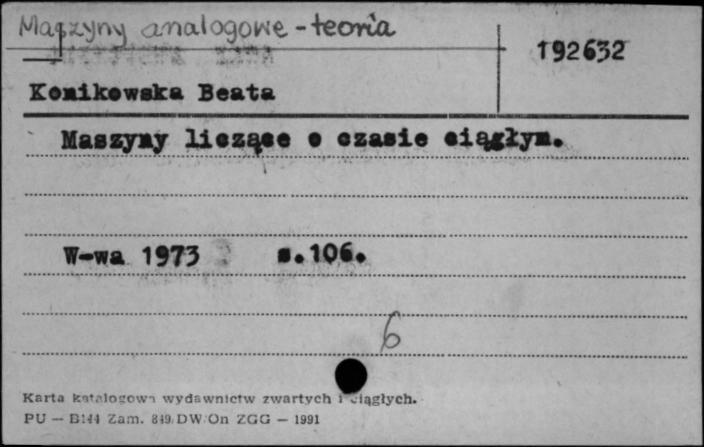 Maszyny analogowe - teoria
192632
Konikowska Beata
Maszyny liczące o czasie ciągłym.
W-wa 1973 s.106.
6
Karta katalogowa wydawnictw zwartych i ciągłych.
PU — B144 Zam. 849/DW/On ZGG — 1991